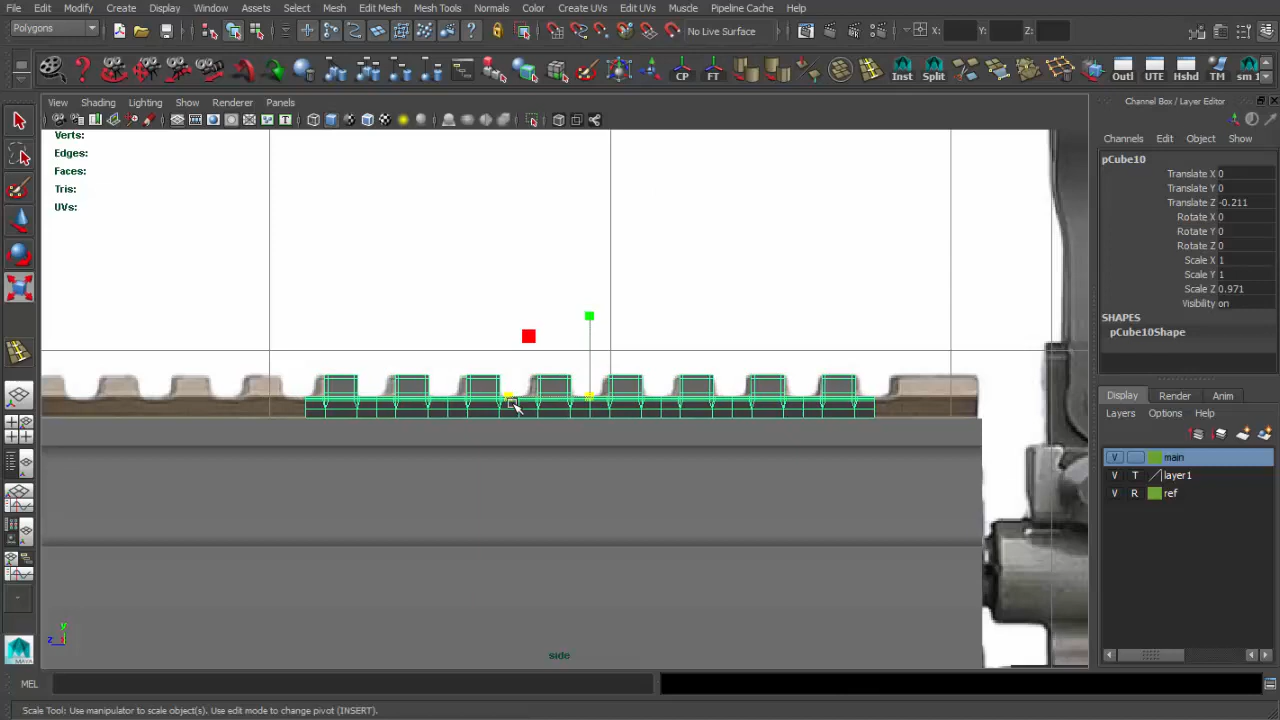 File Edit Modify Create Display Window Assets Select Mesh Edit Mesh Mesh Tools Normals Color Create UVs Edit UVs Muscle Pipeline Cache Help
Polygons No Live Surface X: Y: Z:
CP FT Inst Split Outl UTE Hshd TM sm 1
View Shading Lighting Show Renderer Panels
Channel Box / Layer Editor
Verts:
Edges:
Faces:
Tris:
UVs:
Channels Edit Object Show
pCube10
Translate X 0
Translate Y 0
Translate Z -0.211
Rotate X 0
Rotate Y 0
Rotate Z 0
Scale X 1
Scale Y 1
Scale Z 0.971
Visibility on
SHAPES
pCube10Shape
Display Render Anim
Layers Options Help
V main
V T layer1
V R ref
y
z
side
MAYA
MEL
Scale Tool: Use manipulator to scale object(s). Use edit mode to change pivot (INSERT).